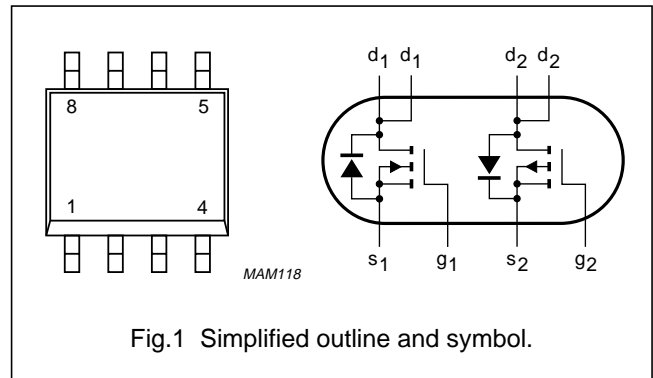 d1 d1 d2 d2
8 5
1 4
s1 g1 s2 g2
MAM118
Fig.1 Simplified outline and symbol.